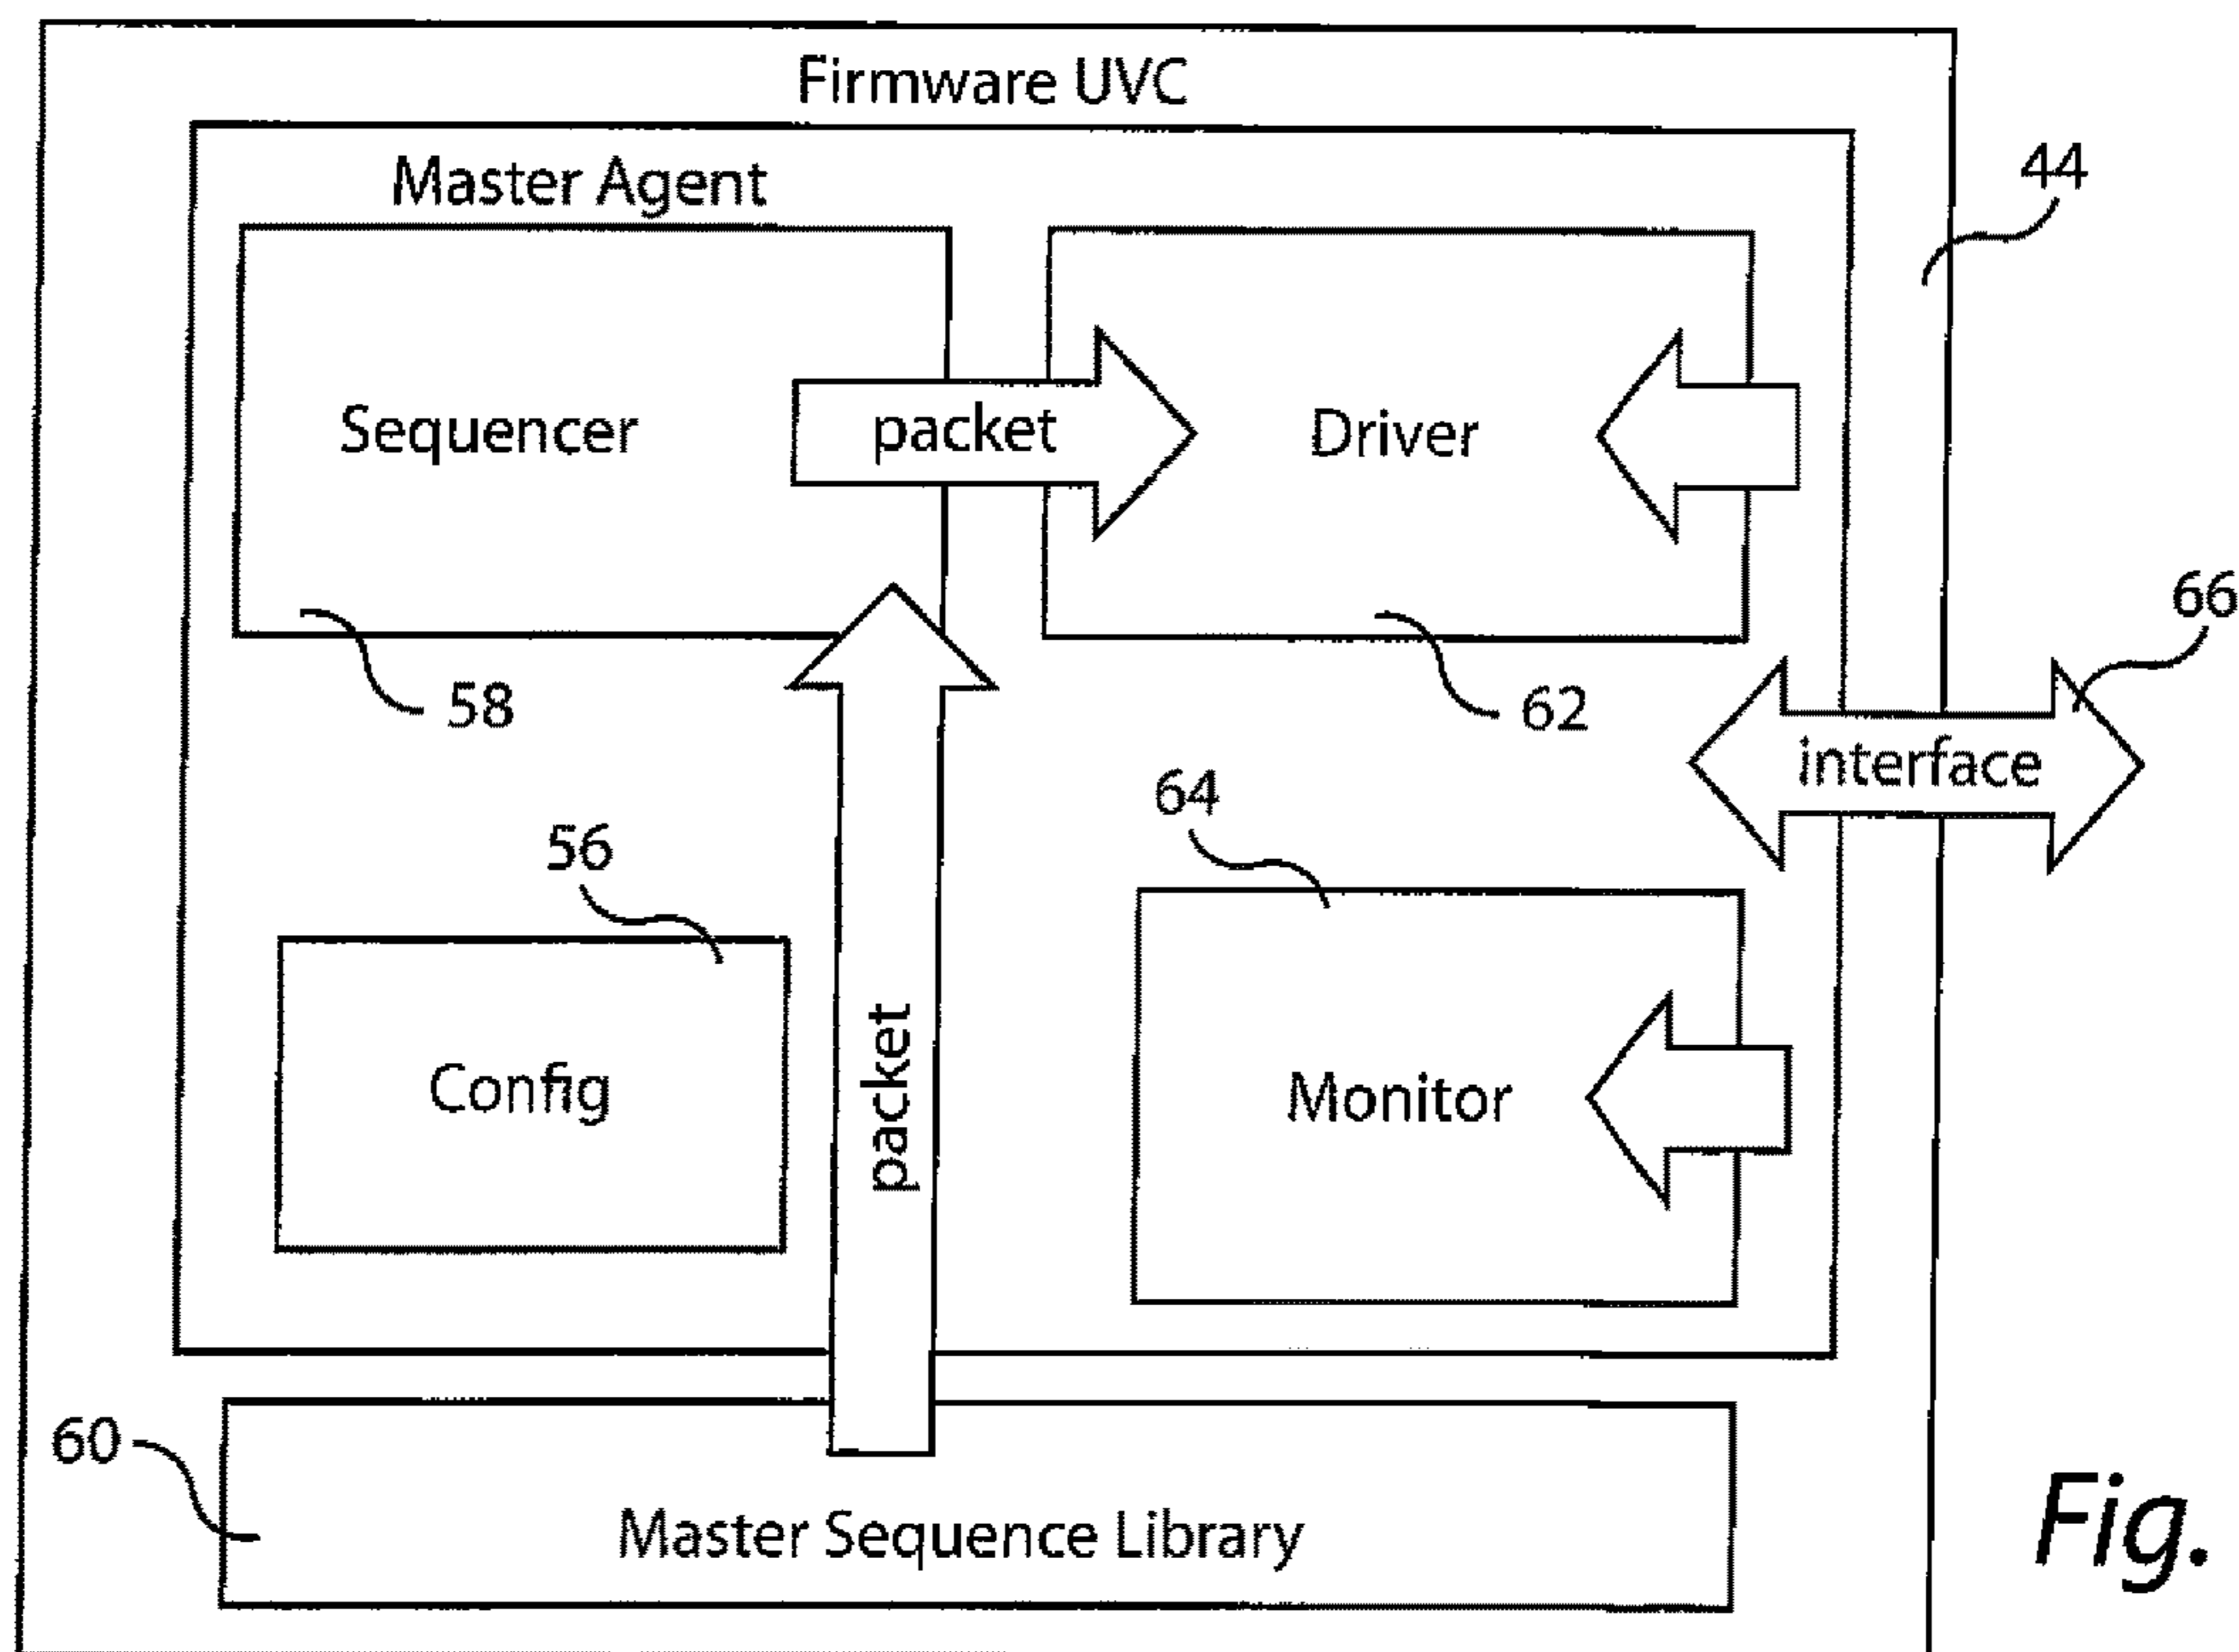 Firmware UVC
Master Agent
44
Sequencer
packet
Driver
66
58
62
interface
64
56
Config
packet
Monitor
60
Master Sequence Library
Fig.